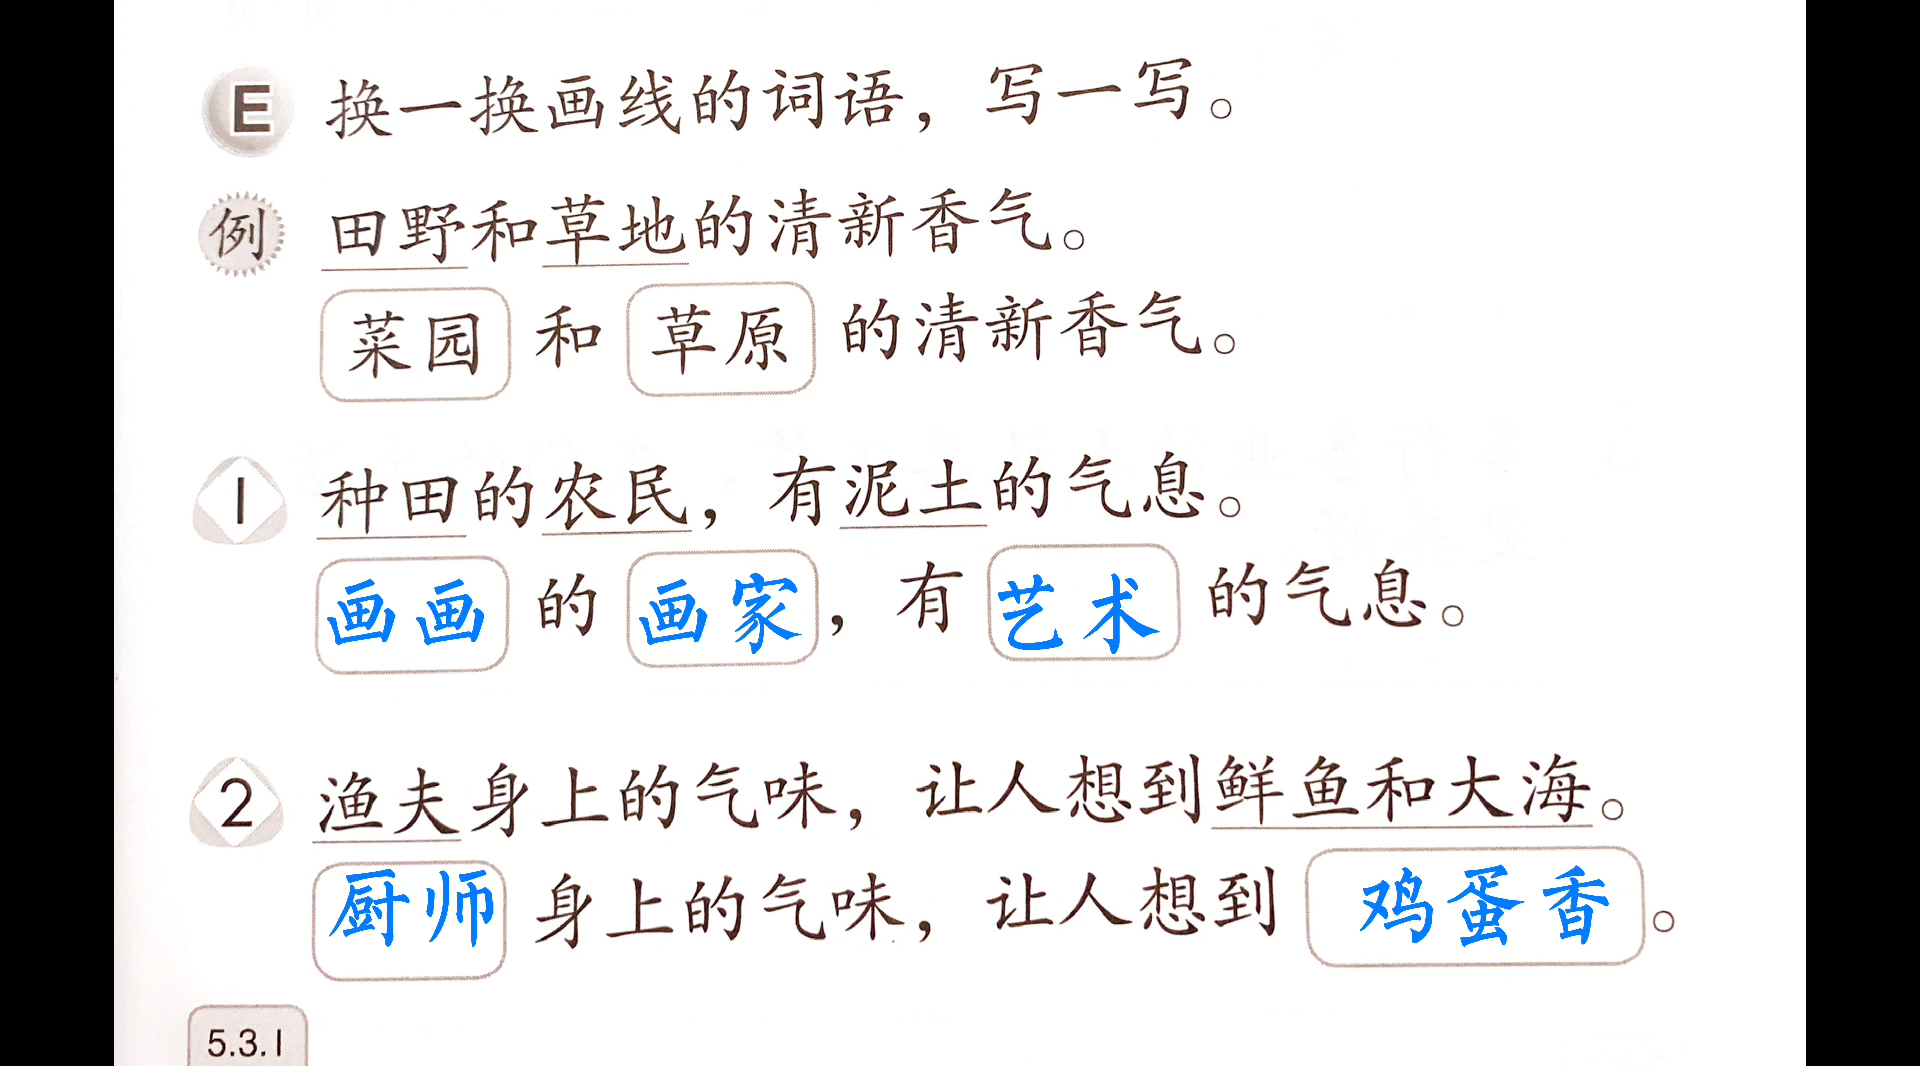 E 换一换画线的词语，写一写。
例 田野和草地的清新香气。
菜园 和 草原 的清新香气。
1 种田的农民，有泥土的气息。
画画 的 画家，有 艺术 的气息。
2 渔夫身上的气味，让人想到鲜鱼和大海。
厨师 身上的气味，让人想到 鸡蛋香。
5.3.1